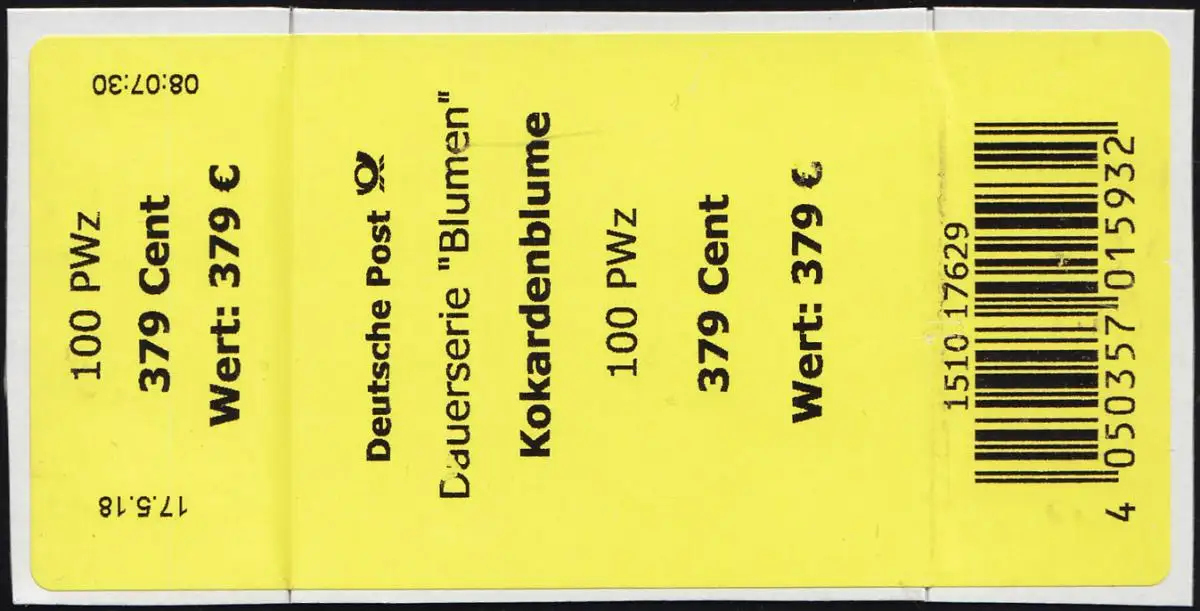 08:07:30
17.5.18
100 PWz
379 Cent
Wert: 379 €
Deutsche Post
Dauerserie "Blumen"
Kokardenblume
100 PWz
379 Cent
Wert: 379 €
1510 17629
4 050357 015932